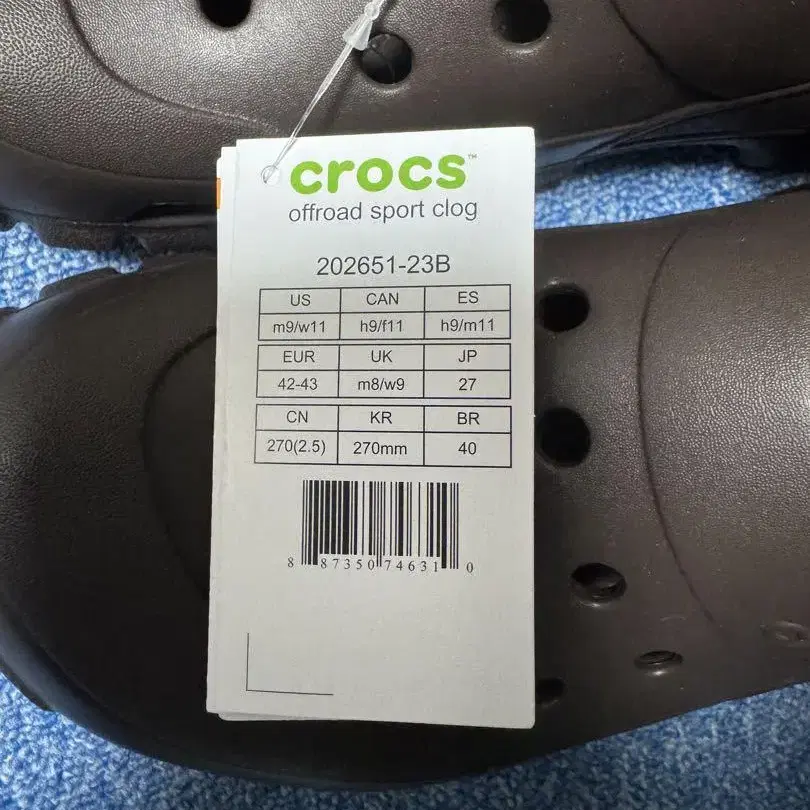 crocs™
offroad sport clog
202651-23B
US CAN ES
m9/w11 h9/f11 h9/m11
EUR UK JP
42-43 m8/w9 27
CN KR BR
270(2.5) 270mm 40
8 87350 74631 0